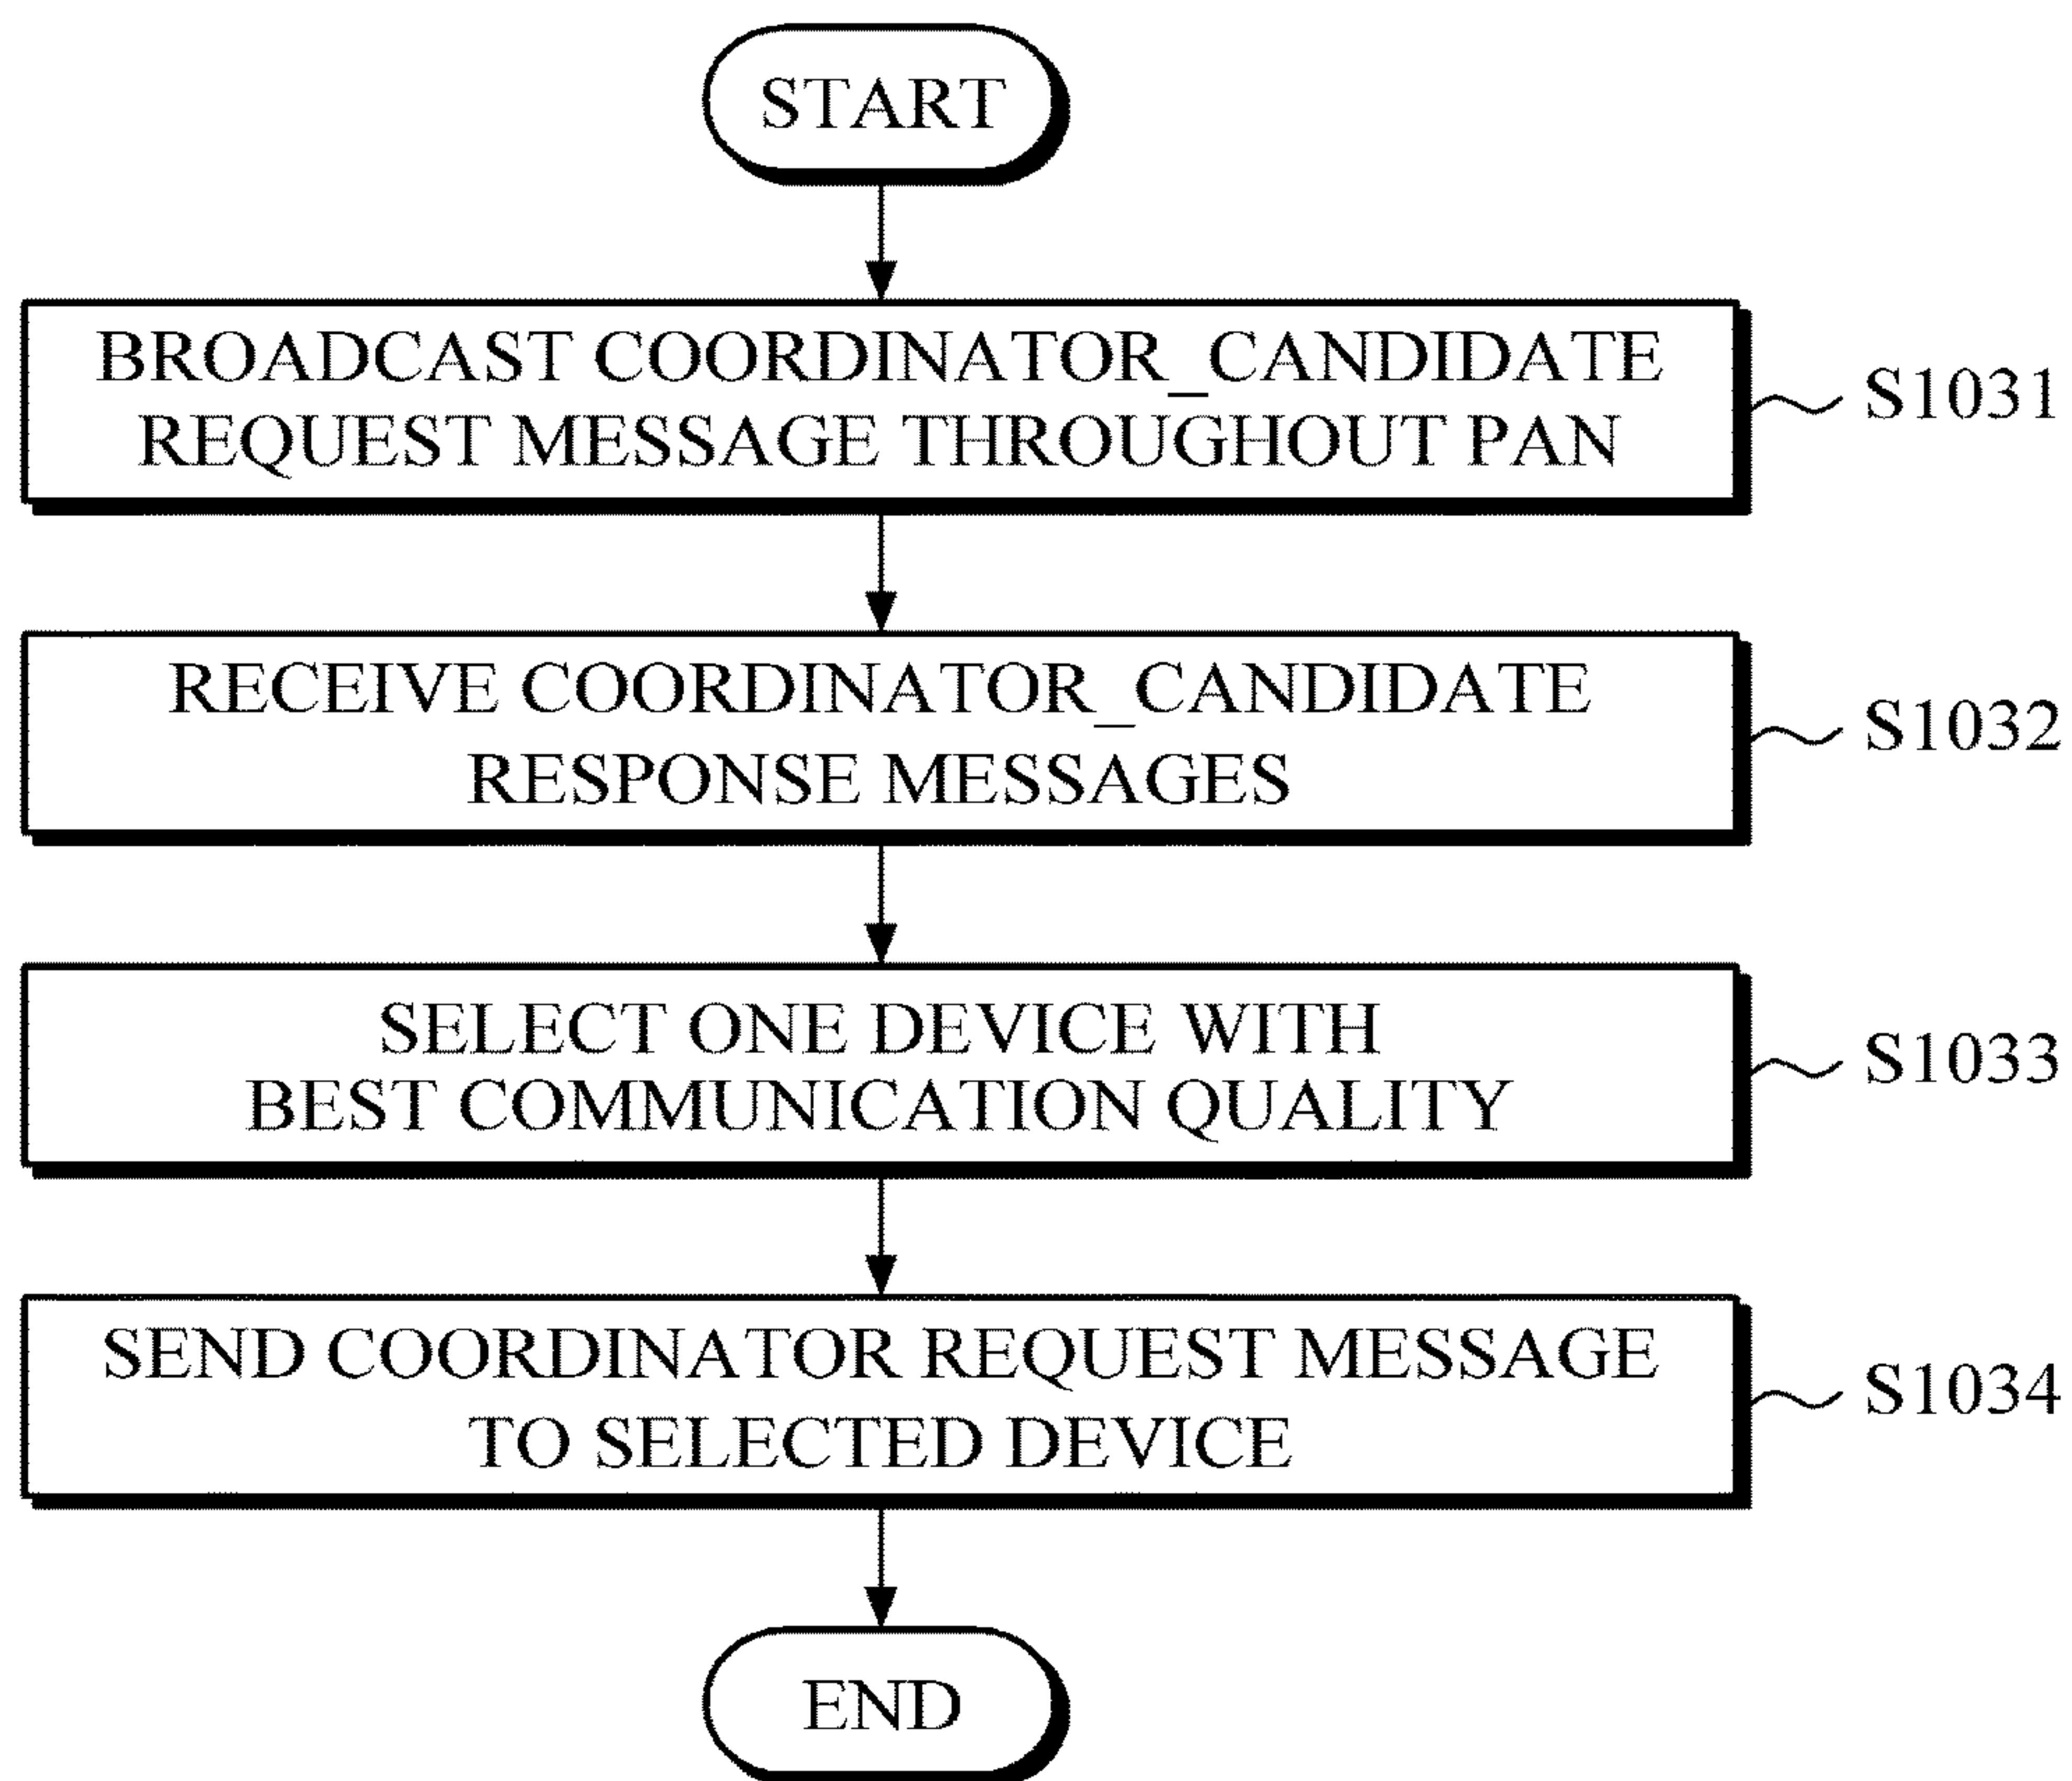 START
BROADCAST COORDINATOR_CANDIDATE
REQUEST MESSAGE THROUGHOUT PAN
S1031
RECEIVE COORDINATOR_CANDIDATE
RESPONSE MESSAGES
S1032
SELECT ONE DEVICE WITH
BEST COMMUNICATION QUALITY
S1033
SEND COORDINATOR REQUEST MESSAGE
TO SELECTED DEVICE
S1034
END